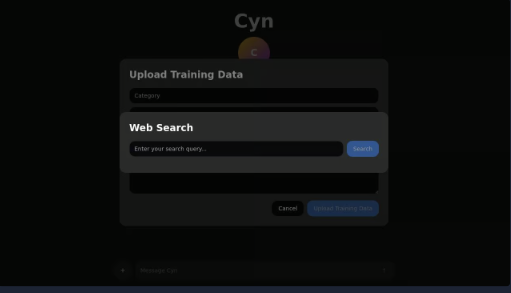 Cyn
C
Upload Training Data
Category
Web Search
Enter your search query...
Search
Cancel
Upload Training Data
Message Cyn